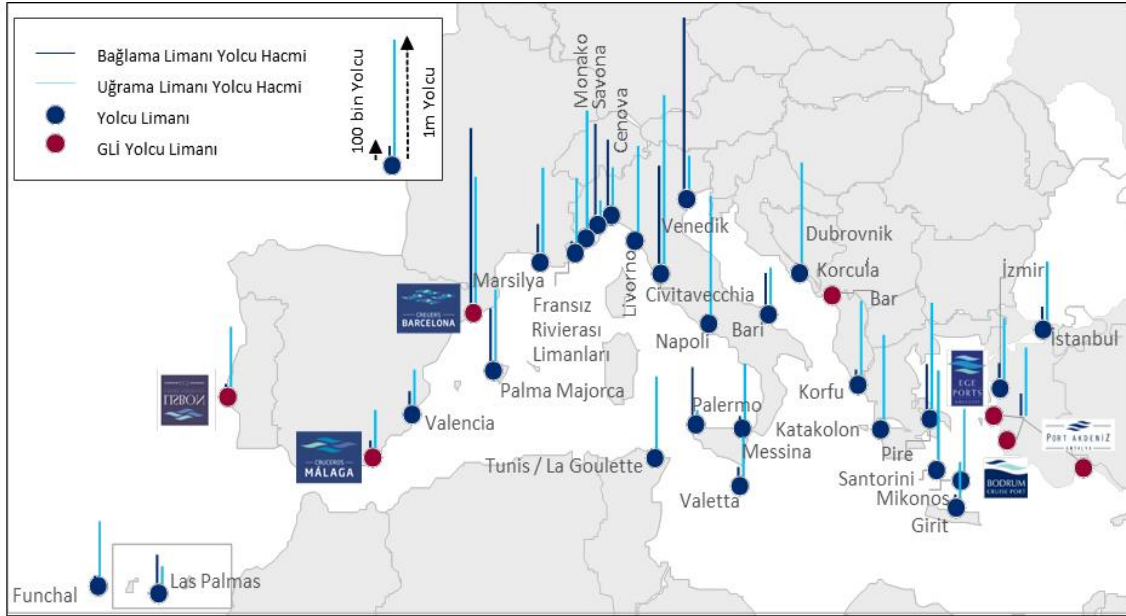 Bağlama Limanı Yolcu Hacmi
Uğrama Limanı Yolcu Hacmi
Yolcu Limanı
GLİ Yolcu Limanı
100 bin Yolcu
1m Yolcu
Monako
Savona
Cenova
Venedik
Dubrovnik
Korcula
Bar
İzmir
İstanbul
Marsilya
Fransız
Rivierası
Limanları
Livorno
Civitavecchia
Napoli
Bari
CREUERS
BARCELONA
Palma Majorca
Valencia
LISBON
CRUCEROS
MÁLAGA
Tunis / La Goulette
Palermo
Messina
Valetta
Korfu
Katakolon
Pire
Santorini
Mikonos
Girit
EGE
PORTS
PORT AKDENİZ
ANTALYA
BODRUM
CRUISE PORT
Funchal
Las Palmas